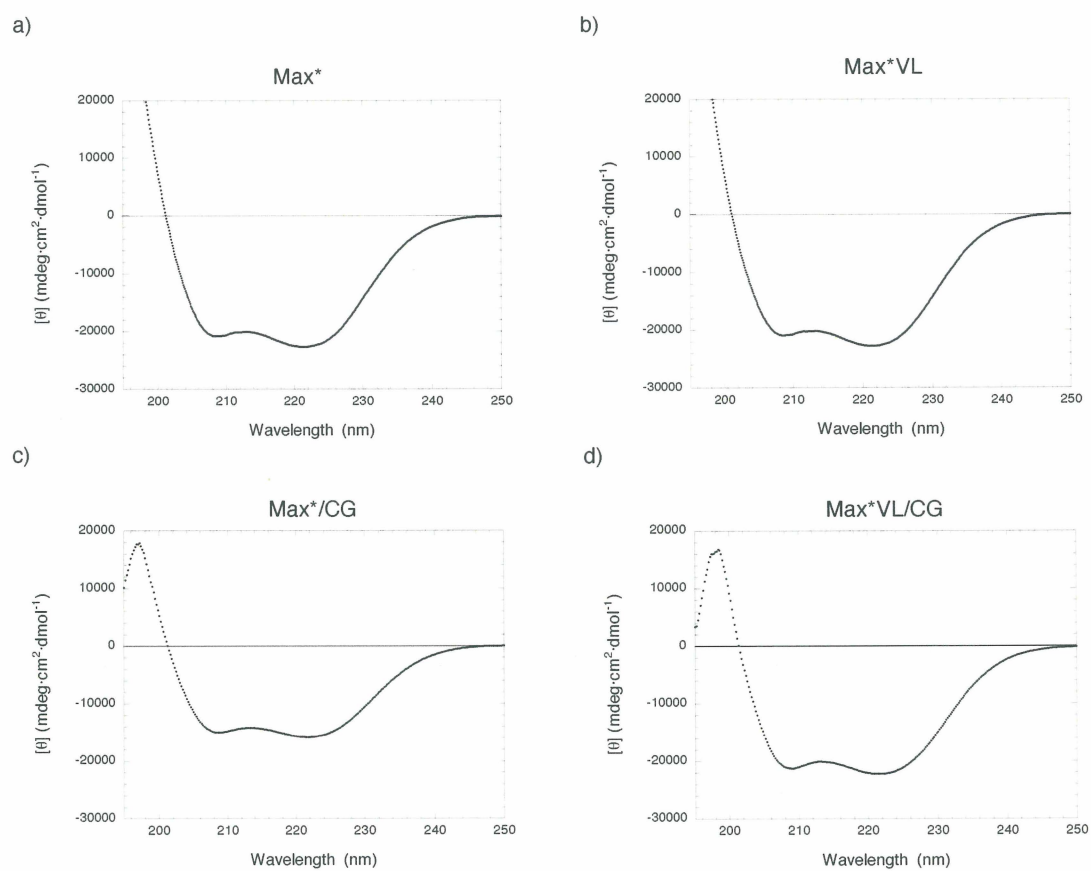 a)
Max*
20000
10000
0
-10000
-20000
-30000
[θ] (mdeg·cm²·dmol⁻¹)
200 210 220 230 240 250
Wavelength (nm)
b)
Max*VL
20000
10000
0
-10000
-20000
-30000
[θ] (mdeg·cm²·dmol⁻¹)
200 210 220 230 240 250
Wavelength (nm)
c)
Max*/CG
20000
10000
0
-10000
-20000
-30000
[θ] (mdeg·cm²·dmol⁻¹)
200 210 220 230 240 250
Wavelength (nm)
d)
Max*VL/CG
20000
10000
0
-10000
-20000
-30000
[θ] (mdeg·cm²·dmol⁻¹)
200 210 220 230 240 250
Wavelength (nm)